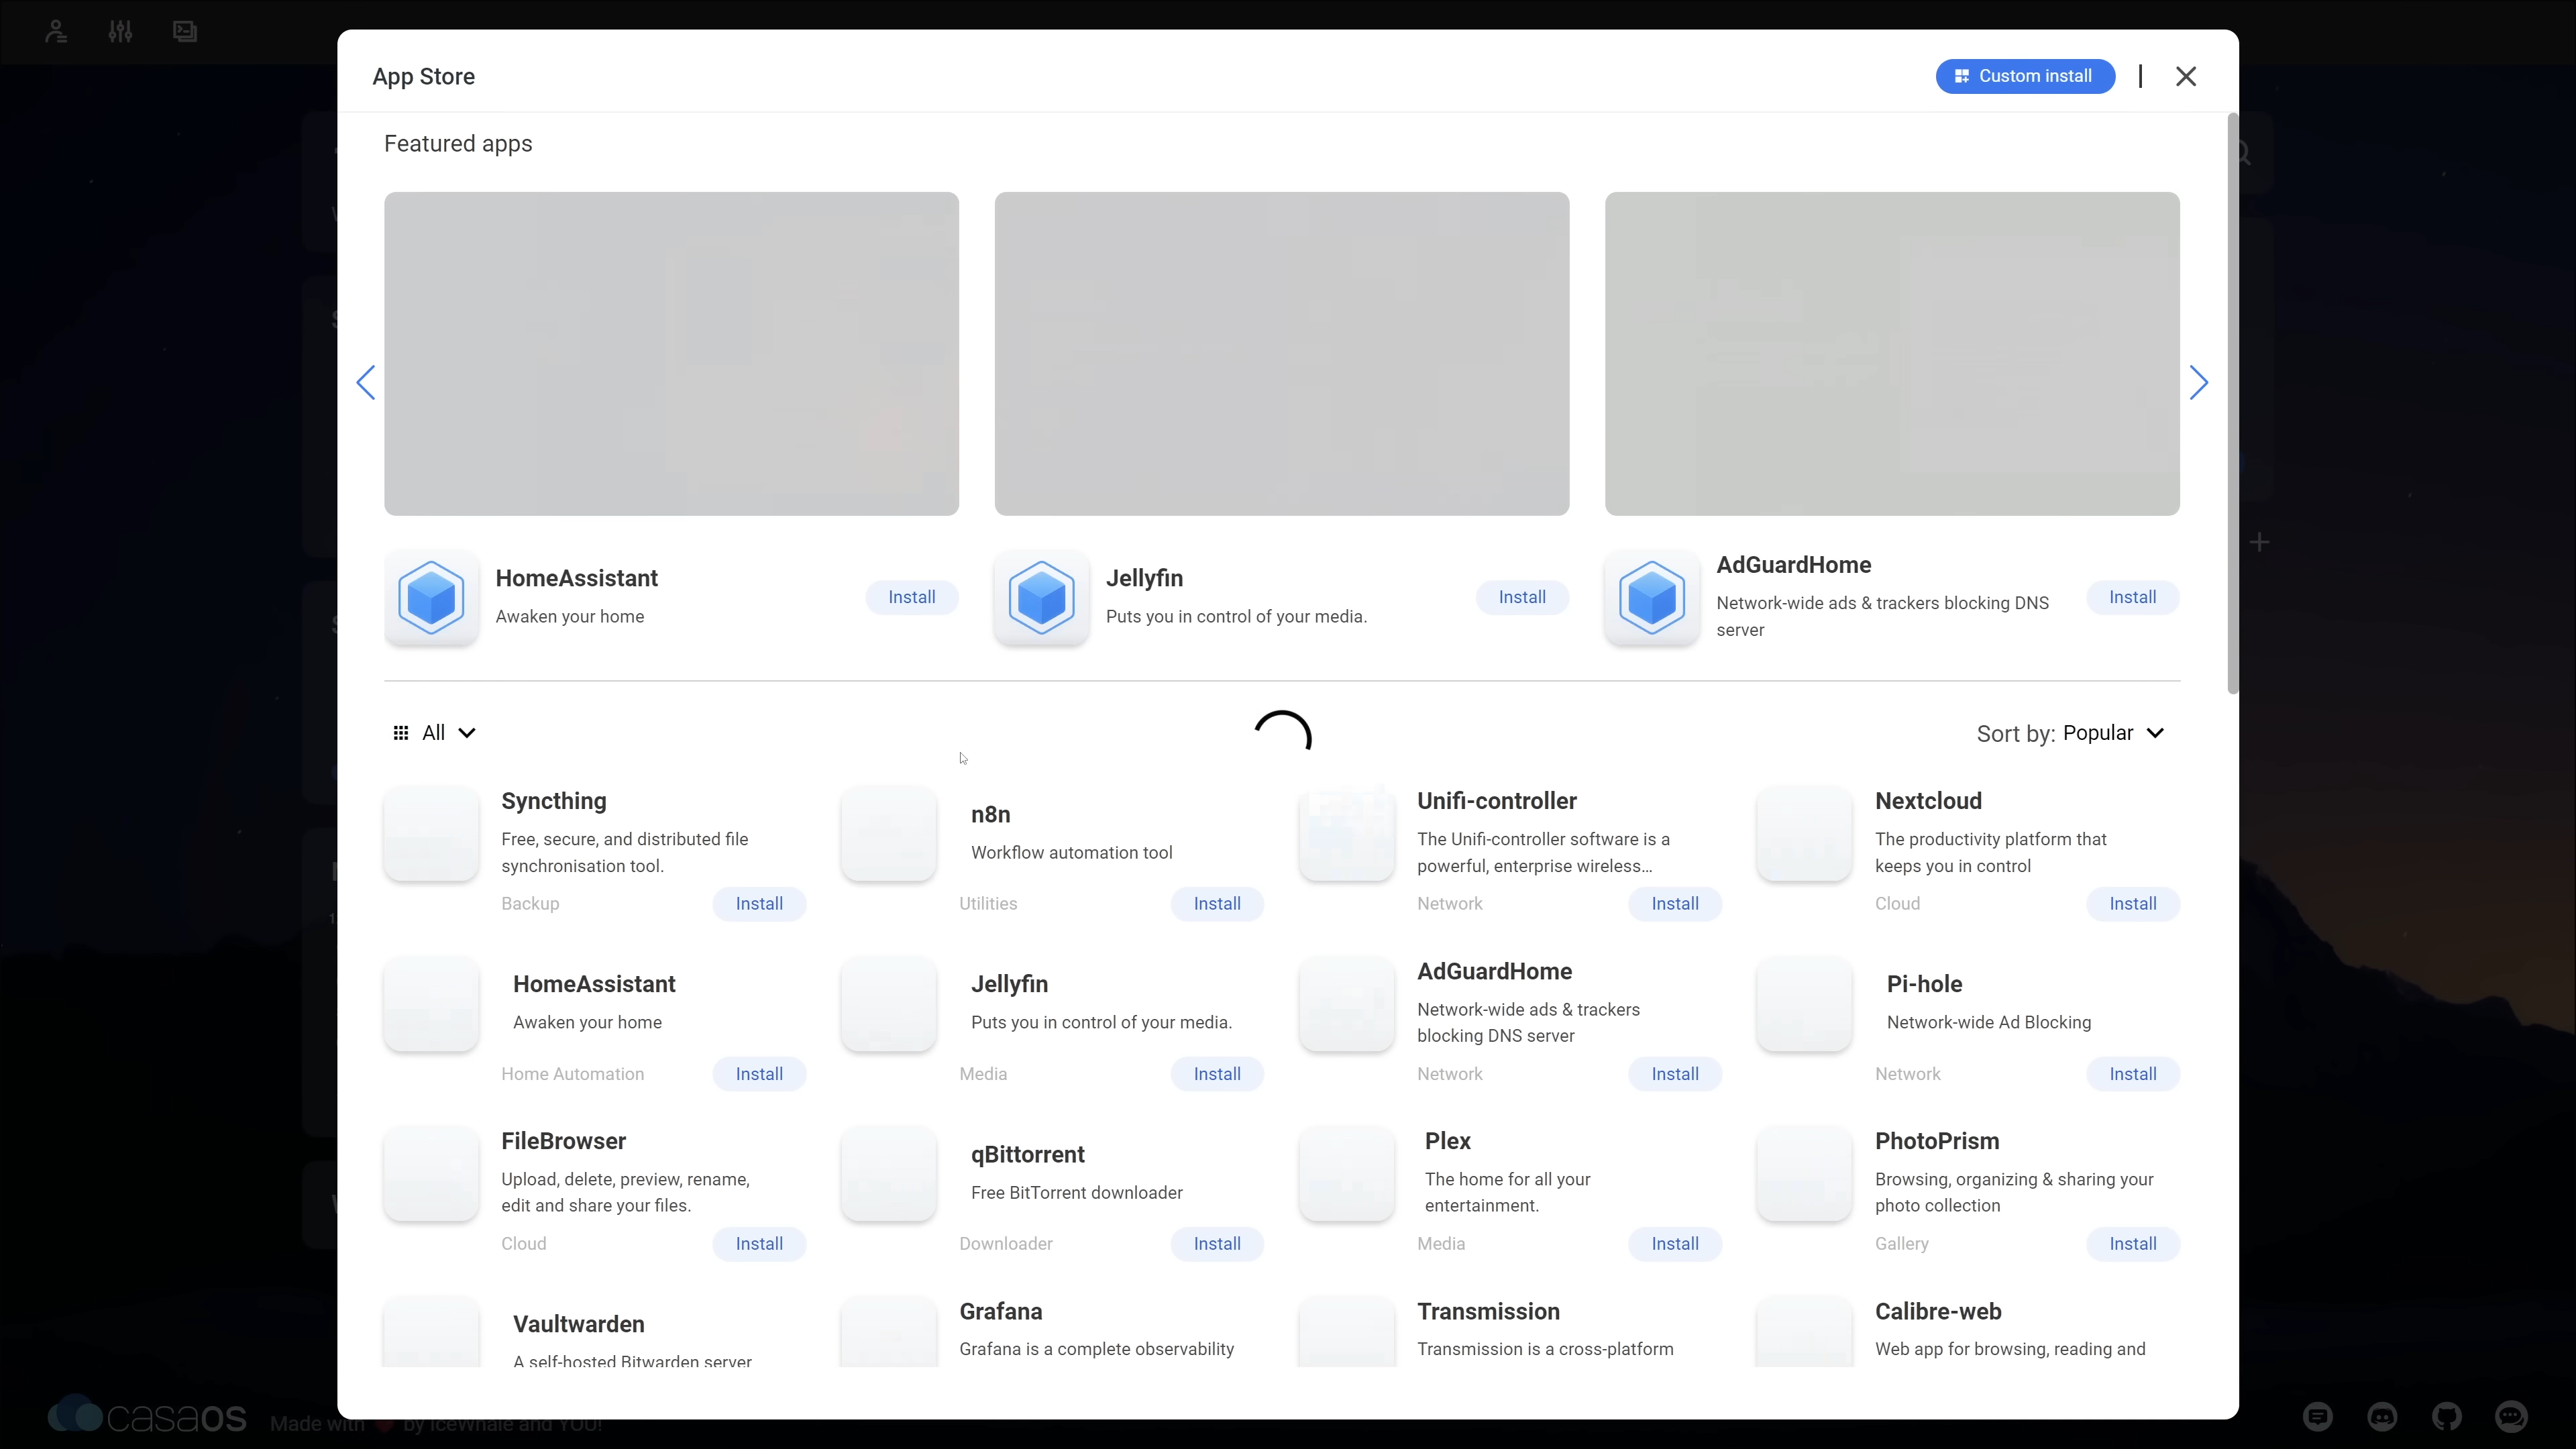 App Store
Custom install
Featured apps
HomeAssistant
Awaken your home
Install
Jellyfin
Puts you in control of your media.
Install
AdGuardHome
Network-wide ads & trackers blocking DNS
server
Install
All
Sort by: Popular
Syncthing
Free, secure, and distributed file
synchronisation tool.
Backup
Install
n8n
Workflow automation tool
Utilities
Install
Unifi-controller
The Unifi-controller software is a
powerful, enterprise wireless...
Network
Install
Nextcloud
The productivity platform that
keeps you in control
Cloud
Install
HomeAssistant
Awaken your home
Home Automation
Install
Jellyfin
Puts you in control of your media.
Media
Install
AdGuardHome
Network-wide ads & trackers
blocking DNS server
Network
Install
Pi-hole
Network-wide Ad Blocking
Network
Install
FileBrowser
Upload, delete, preview, rename,
edit and share your files.
Cloud
Install
qBittorrent
Free BitTorrent downloader
Downloader
Install
Plex
The home for all your
entertainment.
Media
Install
PhotoPrism
Browsing, organizing & sharing your
photo collection
Gallery
Install
Vaultwarden
A self-hosted Bitwarden server
Grafana
Grafana is a complete observability
Transmission
Transmission is a cross-platform
Calibre-web
Web app for browsing, reading and
casaos
Made with by IceWhale and YOU!